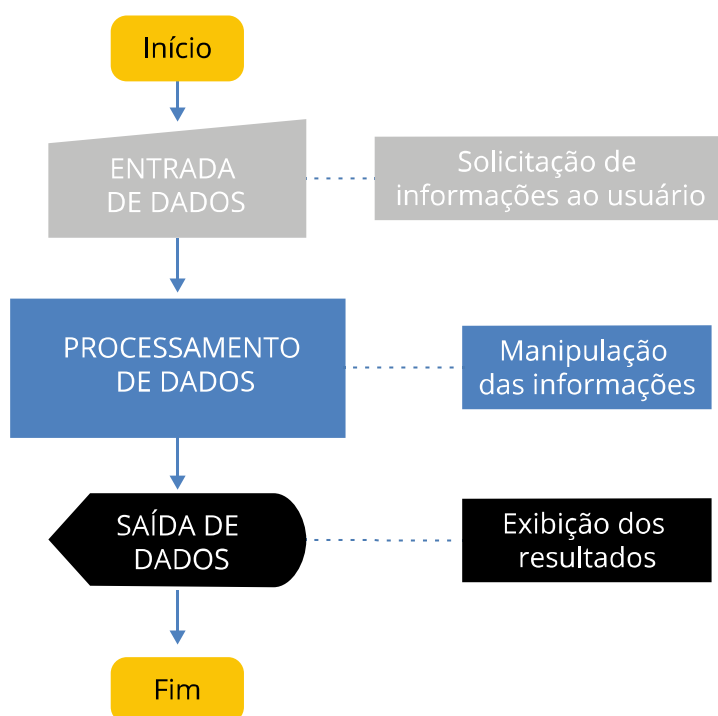 Início
ENTRADA
DE DADOS
Solicitação de
informações ao usuário
PROCESSAMENTO
DE DADOS
Manipulação
das informações
SAÍDA DE
DADOS
Exibição dos
resultados
Fim